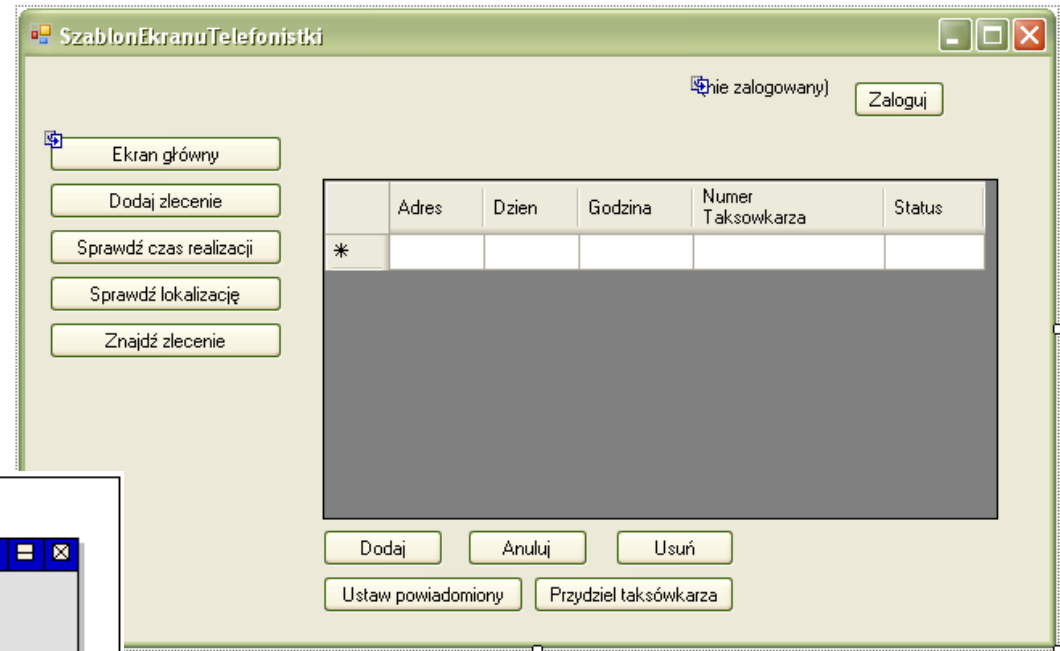 SzablonEkranuTelefonistki
nie zalogowany)
Zaloguj
Ekran główny
Dodaj zlecenie
Sprawdź czas realizacji
Sprawdź lokalizację
Znajdź zlecenie
Adres Dzien Godzina Numer Taksowkarza Status
Dodaj Anuluj Usuń
Ustaw powiadomiony Przydziel taksówkarza